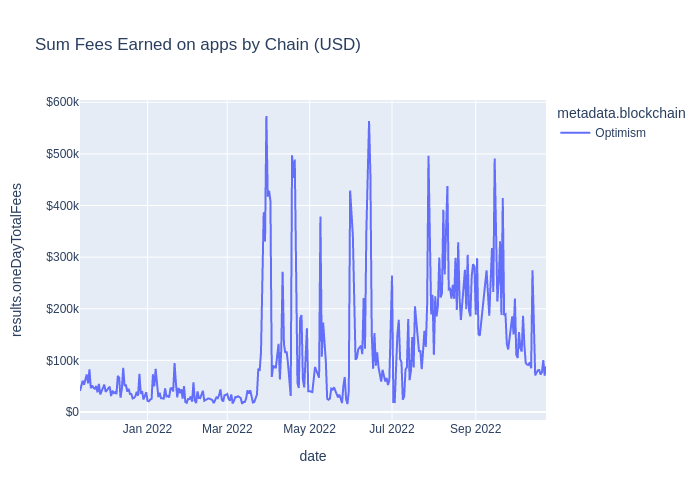 Sum Fees Earned on apps by Chain (USD)
metadata.blockchain
Optimism
results.oneDayTotalFees
$600k
$500k
$400k
$300k
$200k
$100k
$0
Jan 2022
Mar 2022
May 2022
Jul 2022
Sep 2022
date